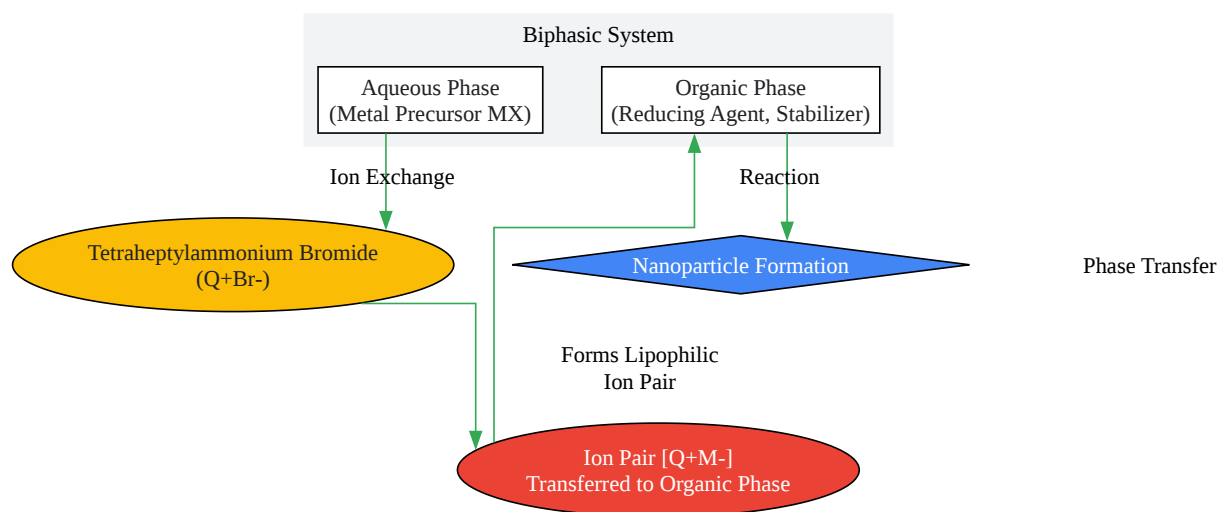 Biphasic System
Aqueous Phase
(Metal Precursor MX)
Organic Phase
(Reducing Agent, Stabilizer)
Ion Exchange
Reaction
Tetraheptylammonium Bromide
(Q+Br-)
Nanoparticle Formation
Phase Transfer
Forms Lipophilic
Ion Pair
Ion Pair [Q+M-]
Transferred to Organic Phase